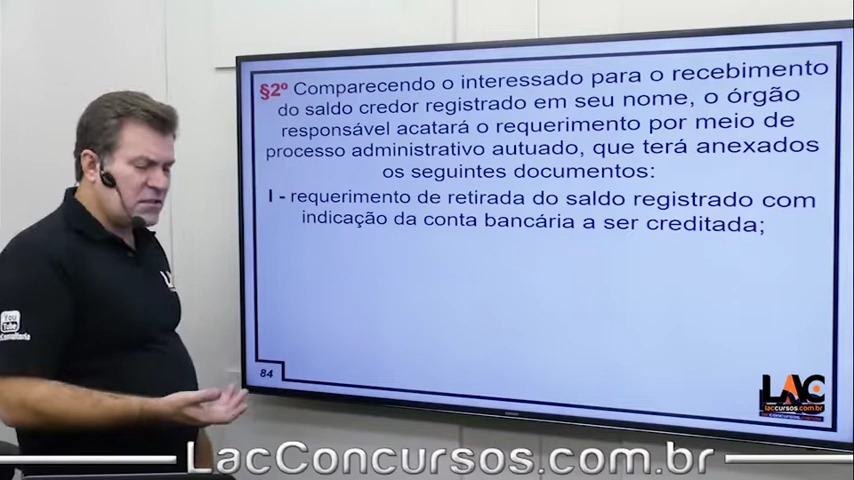 §2º Comparecendo o interessado para o recebimento
do saldo credor registrado em seu nome, o órgão
responsável acatará o requerimento por meio de
processo administrativo autuado, que terá anexados
os seguintes documentos:
I - requerimento de retirada do saldo registrado com
indicação da conta bancária a ser creditada;
84
LAC
laccursos.com.br
You
Tube
LacConcursos.com.br